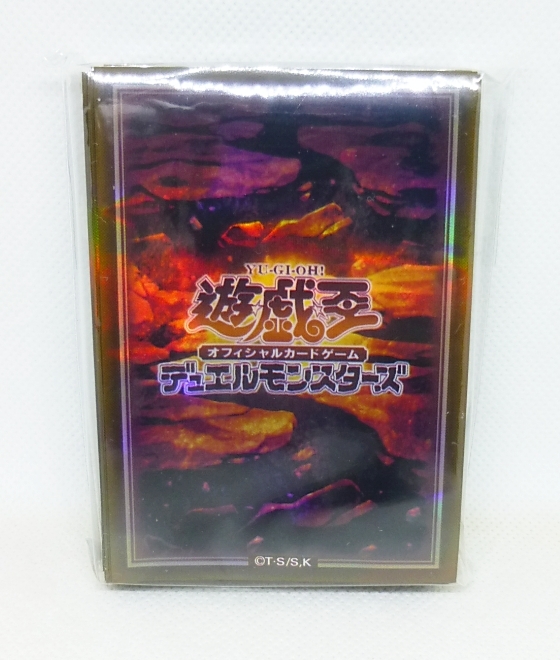 YU-GI-OH!
遊☆戯☆王
オフィシャルカードゲーム
デュエルモンスターズ
©T·S/S,K